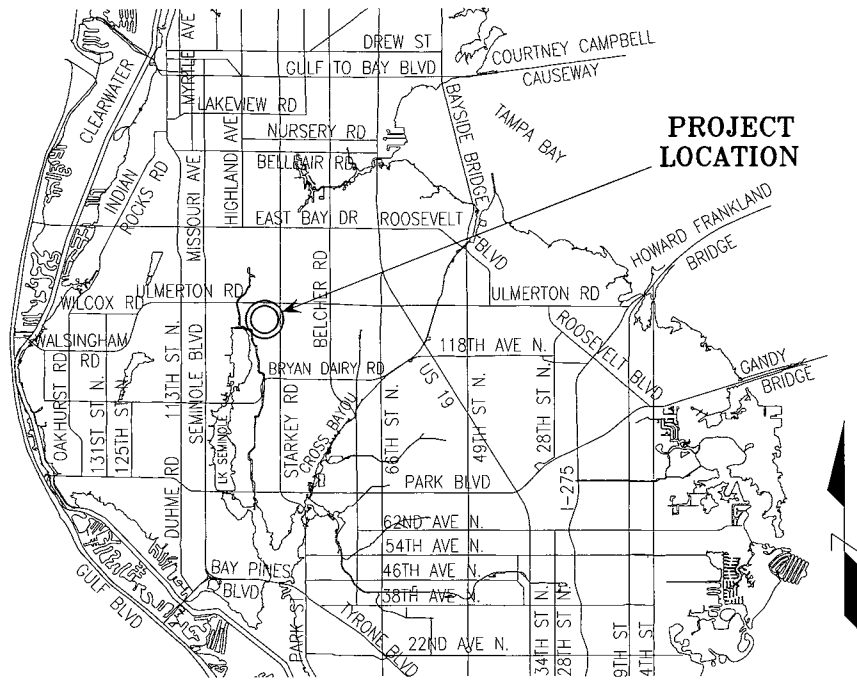 DREW ST
COURTNEY CAMPBELL
CAUSEWAY
GULF TO BAY BLVD
MYRTLE AVE
CLEARWATER
LAKEVIEW RD
HIGHLAND AVE
NURSERY RD
BELLEAIR RD
BAYSIDE BRIDGE
TAMPA BAY
PROJECT
LOCATION
INDIAN
ROCKS RD
MISSOURI AVE
EAST BAY DR
ROOSEVELT
BLVD
HOWARD FRANKLAND
BRIDGE
BELCHER RD
WILCOX RD
ULMERTON RD
ULMERTON RD
WALSINGHAM
RD
ROOSEVELT BLVD
118TH AVE N.
BRYAN DAIRY RD
US 19
GANDY
BRIDGE
OAKHURST RD
131ST ST N.
125TH ST N.
113TH ST N.
SEMINOLE BLVD
LK SEMINOLE
STARKEY RD
CROSS BAYOU
66TH ST N.
49TH ST N.
28TH ST N.
I-275
DUHME RD
PARK BLVD
62ND AVE N.
54TH AVE N.
46TH AVE N.
38TH AVE N.
BAY PINES
BLVD
GULF BLVD
PARK ST
TYRONE BLVD
22ND AVE N.
34TH ST N.
28TH ST N.
9TH ST
4TH ST